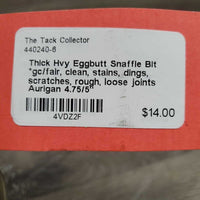 The Tack Collector
440240-6
Thick Hvy Eggbutt Snaffle Bit
*gc/fair, clean, stains, dings,
scratches, rough, loose joints
Aurigan 4.75/5"
$14.00
4VDZ2F